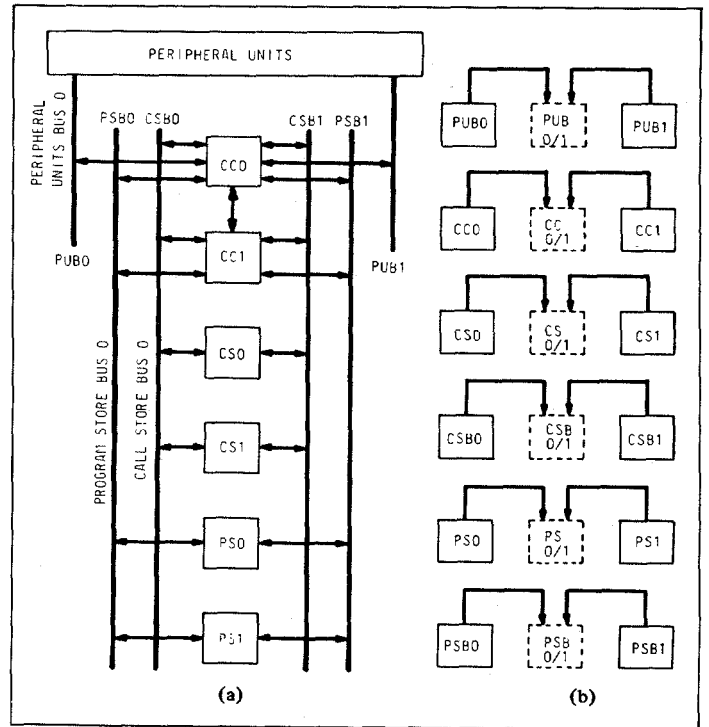 PERIPHERAL UNITS
PERIPHERAL
UNITS BUS 0
PSB0 CSB0
CSB1 PSB1
CC0
CC1
PUB0
PUB1
PROGRAM STORE BUS 0
CALL STORE BUS 0
CS0
CS1
PS0
PS1
(a)
PUB0
PUB
0/1
PUB1
CC0
CC
0/1
CC1
CS0
CS
0/1
CS1
CSB0
CSB
0/1
CSB1
PS0
PS
0/1
PS1
PSB0
PSB
0/1
PSB1
(b)